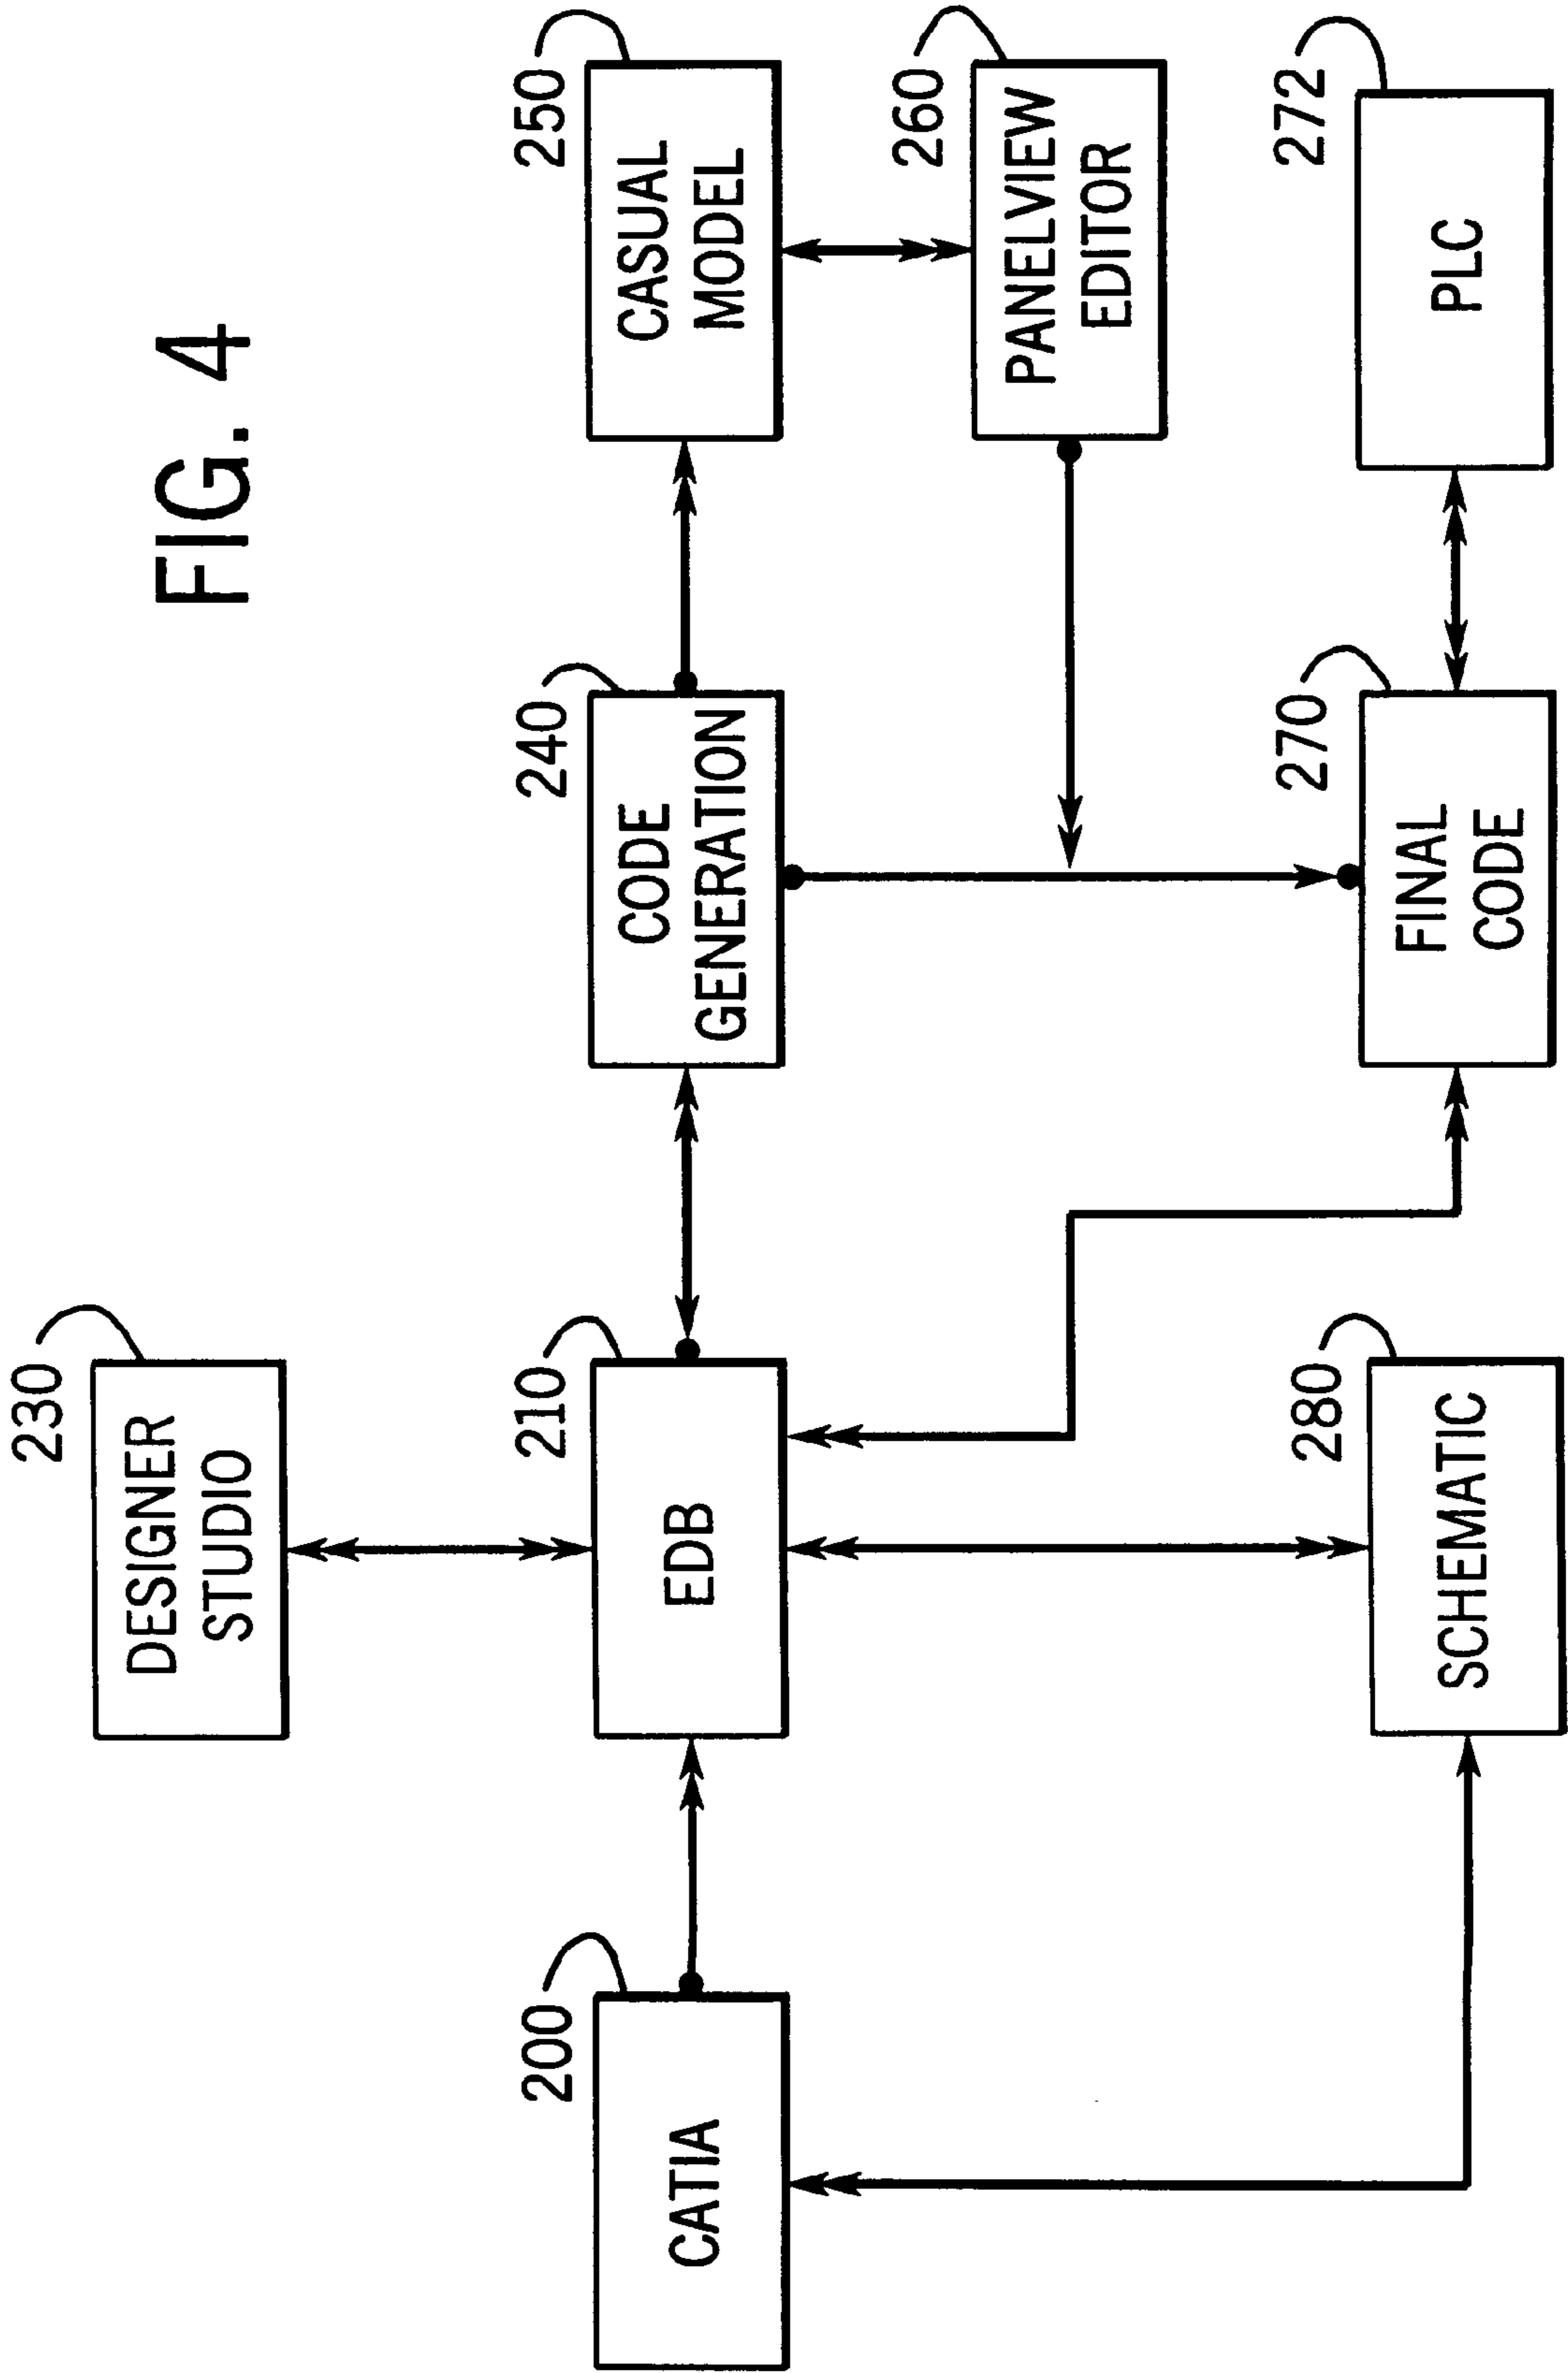 FIG. 4
230
DESIGNER
STUDIO
200
CATIA
210
EDB
240
CODE
GENERATION
250
CASUAL
MODEL
260
PANELVIEW
EDITOR
280
SCHEMATIC
270
FINAL
CODE
272
PLC